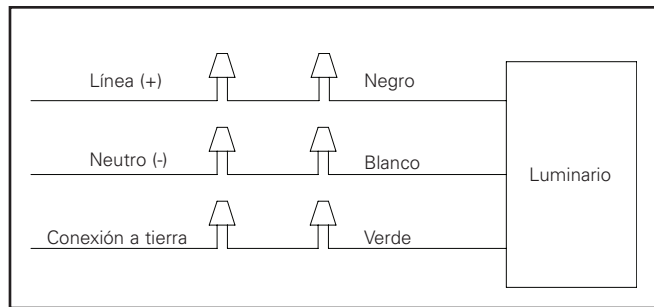 Línea (+)
Negro
Neutro (-)
Blanco
Luminario
Conexión a tierra
Verde